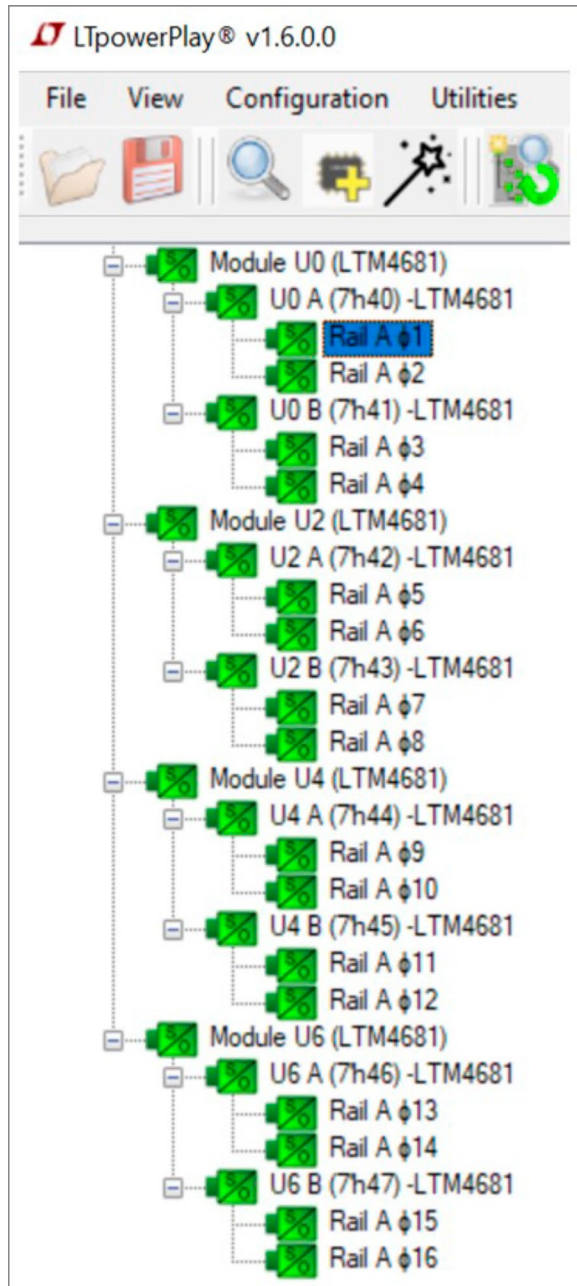 LTpowerPlay® v1.6.0.0
File View Configuration Utilities
Module U0 (LTM4681)
U0 A (7h40) -LTM4681
Rail A ϕ1
Rail A ϕ2
U0 B (7h41) -LTM4681
Rail A ϕ3
Rail A ϕ4
Module U2 (LTM4681)
U2 A (7h42) -LTM4681
Rail A ϕ5
Rail A ϕ6
U2 B (7h43) -LTM4681
Rail A ϕ7
Rail A ϕ8
Module U4 (LTM4681)
U4 A (7h44) -LTM4681
Rail A ϕ9
Rail A ϕ10
U4 B (7h45) -LTM4681
Rail A ϕ11
Rail A ϕ12
Module U6 (LTM4681)
U6 A (7h46) -LTM4681
Rail A ϕ13
Rail A ϕ14
U6 B (7h47) -LTM4681
Rail A ϕ15
Rail A ϕ16